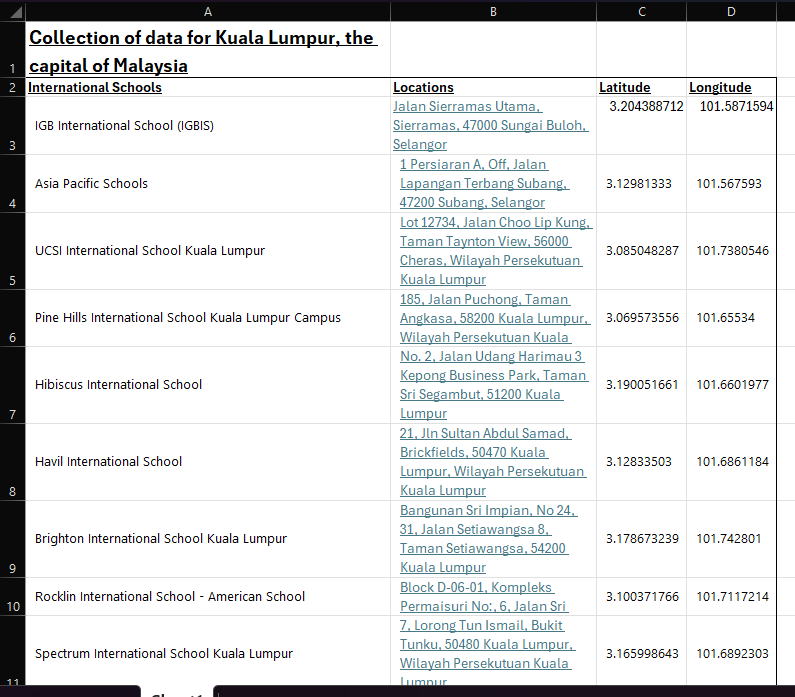 A B C D
1 Collection of data for Kuala Lumpur, the
capital of Malaysia
2 International Schools Locations Latitude Longitude
3 IGB International School (IGBIS) Jalan Sierramas Utama, 3.204388712 101.5871594
Sierramas, 47000 Sungai Buloh,
Selangor
4 Asia Pacific Schools 1 Persiaran A, Off, Jalan 3.12981333 101.567593
Lapangan Terbang Subang,
47200 Subang, Selangor
5 UCSI International School Kuala Lumpur Lot 12734, Jalan Choo Lip Kung, 3.085048287 101.7380546
Taman Taynton View, 56000
Cheras, Wilayah Persekutuan
Kuala Lumpur
6 Pine Hills International School Kuala Lumpur Campus 185, Jalan Puchong, Taman 3.069573556 101.65534
Angkasa, 58200 Kuala Lumpur,
Wilayah Persekutuan Kuala
7 Hibiscus International School No. 2, Jalan Udang Harimau 3 3.190051661 101.6601977
Kepong Business Park, Taman
Sri Segambut, 51200 Kuala
Lumpur
8 Havil International School 21, Jln Sultan Abdul Samad, 3.12833503 101.6861184
Brickfields, 50470 Kuala
Lumpur, Wilayah Persekutuan
Kuala Lumpur
9 Brighton International School Kuala Lumpur Bangunan Sri Impian, No 24, 3.178673239 101.742801
31, Jalan Setiawangsa 8,
Taman Setiawangsa, 54200
Kuala Lumpur
10 Rocklin International School - American School Block D-06-01, Kompleks 3.100371766 101.7117214
Permaisuri No:, 6, Jalan Sri
11 Spectrum International School Kuala Lumpur 7, Lorong Tun Ismail, Bukit 3.165998643 101.6892303
Tunku, 50480 Kuala Lumpur,
Wilayah Persekutuan Kuala
Lumpur